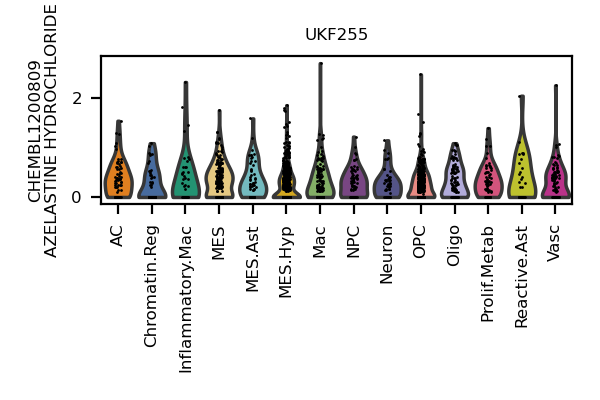 UKF255
CHEMBL1200809
AZELASTINE HYDROCHLORIDE
2
0
AC
Chromatin.Reg
Inflammatory.Mac
MES
MES.Ast
MES.Hyp
Mac
NPC
Neuron
OPC
Oligo
Prolif.Metab
Reactive.Ast
Vasc